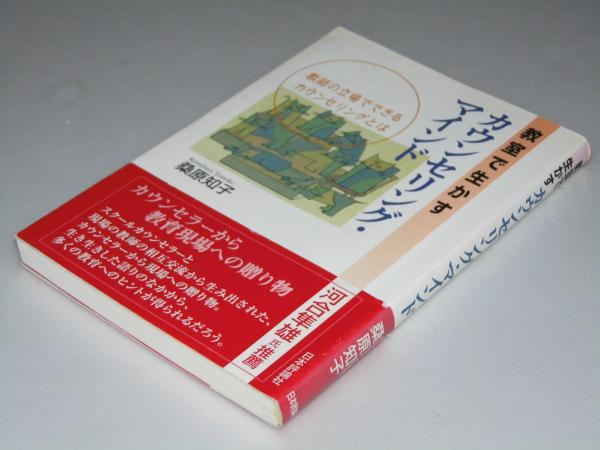 教室で生かす
カウンセリング・
マインド
教師の立場でできる
カウンセリングとは
Kuwabara Tomoko
桑原知子
カウンセラーから
教育現場への贈り物
スクールカウンセラーと
現場の教師の相互交流から生み出された、
カウンセラーから現場への贈り物。
生き生きした語りのなかから、
多くの教育へのヒントが得られるだろう。
河合隼雄氏推薦
日本評論社
生かす
カウンセリング・マインド
桑原知子